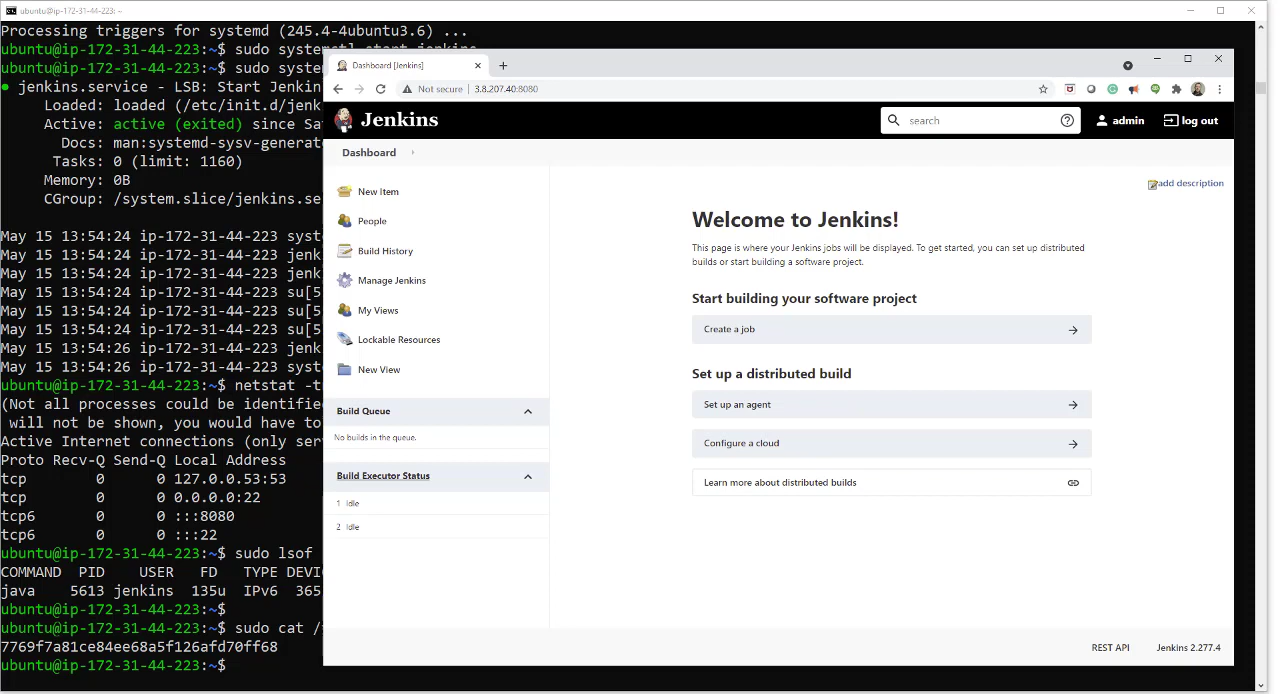 ubuntu@ip-172-31-44-223: ~
Processing triggers for systemd (245.4-4ubuntu3.6) ...
ubuntu@ip-172-31-44-223:~$ sudo systemctl start jenkins
ubuntu@ip-172-31-44-223:~$ sudo syste
● jenkins.service - LSB: Start Jenkin
Loaded: loaded (/etc/init.d/jenk
Active: active (exited) since Sa
Docs: man:systemd-sysv-generat
Tasks: 0 (limit: 1160)
Memory: 0B
CGroup: /system.slice/jenkins.se
May 15 13:54:24 ip-172-31-44-223 syst
May 15 13:54:24 ip-172-31-44-223 jenk
May 15 13:54:24 ip-172-31-44-223 jenk
May 15 13:54:24 ip-172-31-44-223 su[5
May 15 13:54:24 ip-172-31-44-223 su[5
May 15 13:54:24 ip-172-31-44-223 su[5
May 15 13:54:26 ip-172-31-44-223 jenk
May 15 13:54:26 ip-172-31-44-223 syst
ubuntu@ip-172-31-44-223:~$ netstat -t
(Not all processes could be identifie
will not be shown, you would have to
Active Internet connections (only ser
Proto Recv-Q Send-Q Local Address
tcp 0 0 127.0.0.53:53
tcp 0 0 0.0.0.0:22
tcp6 0 0 :::8080
tcp6 0 0 :::22
ubuntu@ip-172-31-44-223:~$ sudo lsof
COMMAND PID USER FD TYPE DEVI
java 5613 jenkins 135u IPv6 365
ubuntu@ip-172-31-44-223:~$
ubuntu@ip-172-31-44-223:~$ sudo cat /
7769f7a81ce84ee68a5f126afd70ff68
ubuntu@ip-172-31-44-223:~$
Dashboard [Jenkins]
Not secure | 3.8.207.40:8080
Jenkins
search
admin
log out
Dashboard
New Item
People
Build History
Manage Jenkins
My Views
Lockable Resources
New View
Build Queue
No builds in the queue.
Build Executor Status
1 Idle
2 Idle
add description
Welcome to Jenkins!
This page is where your Jenkins jobs will be displayed. To get started, you can set up distributed
builds or start building a software project.
Start building your software project
Create a job
Set up a distributed build
Set up an agent
Configure a cloud
Learn more about distributed builds
REST API
Jenkins 2.277.4